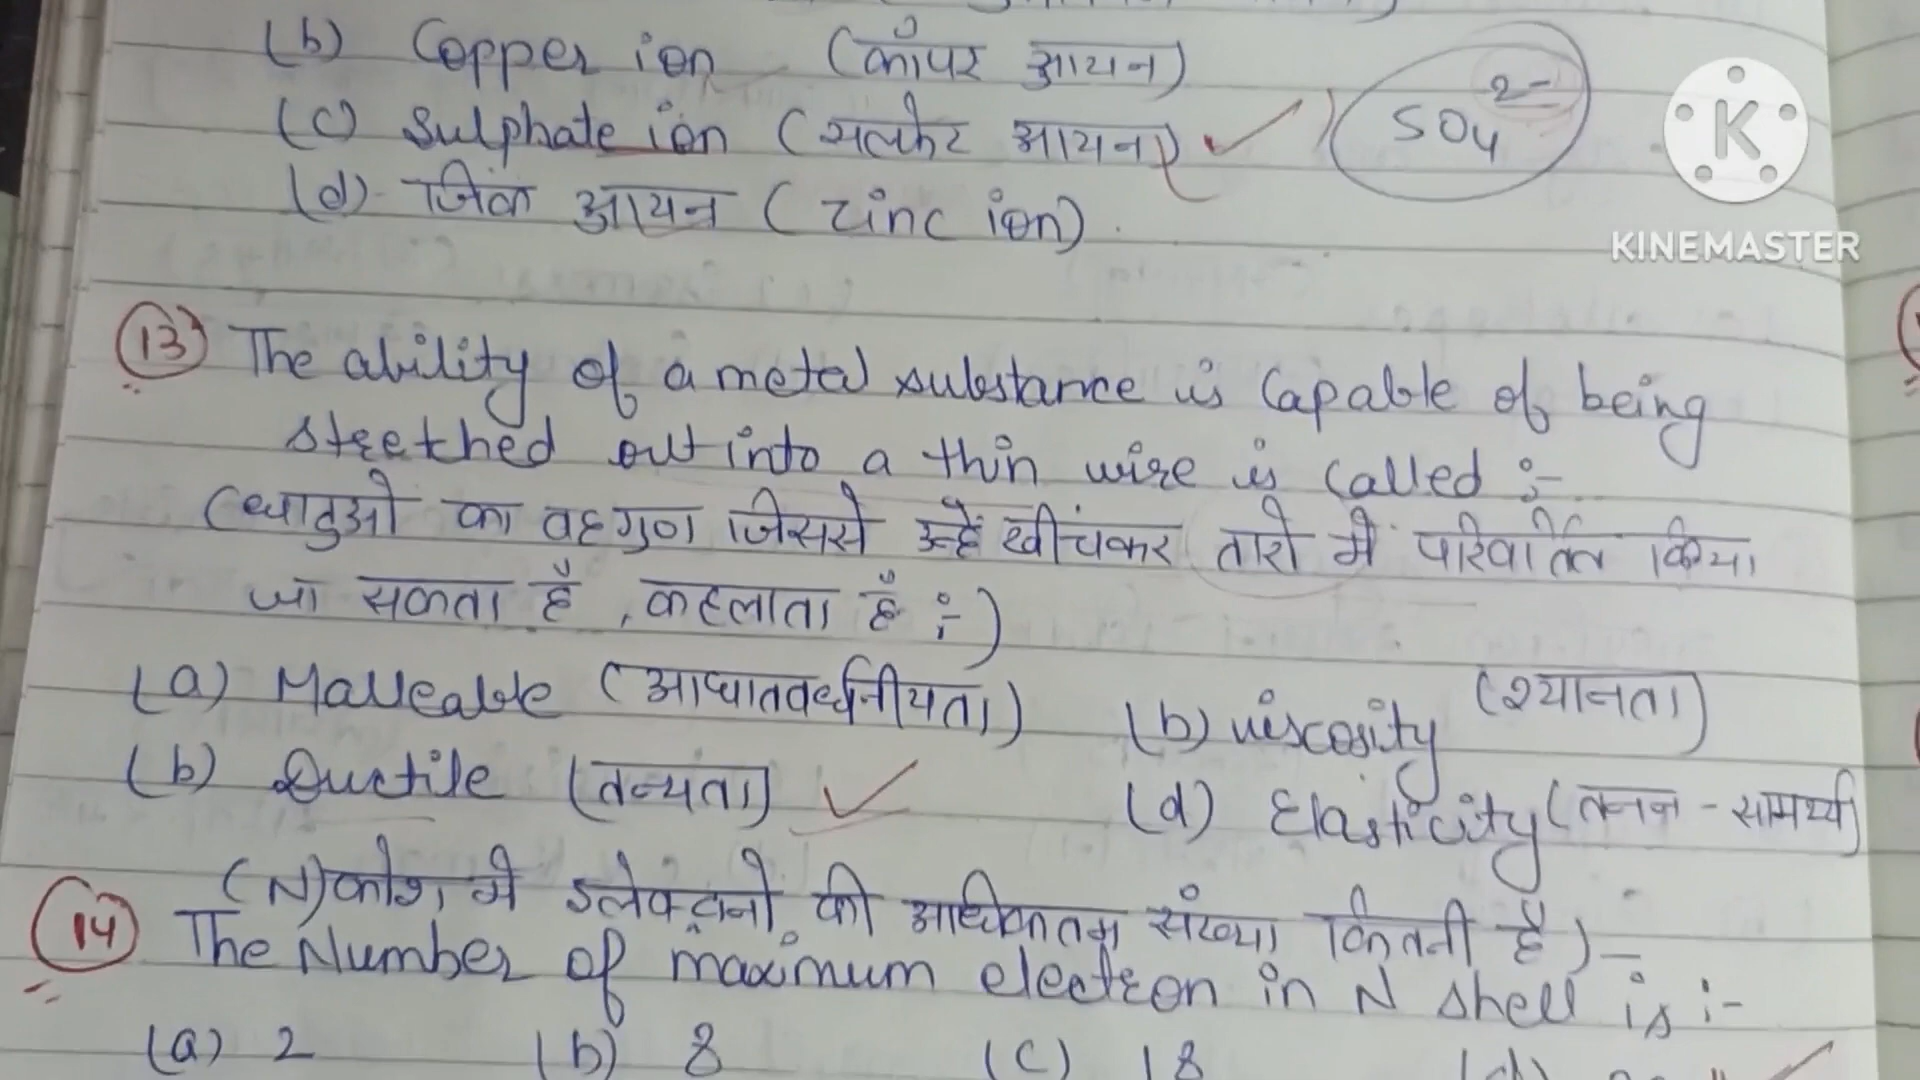 (b) Copper ion (कॉपर आयन)
(c) Sulphate ion (सल्फेट आयन)
SO4 2-
(d) जिंक आयन (zinc ion).
K
KINEMASTER
(13) The ability of a metal substance is Capable of being
stretched out into a thin wire is called :-
(धातुओ का वह गुण जिससे उन्हें खींचकर तारो में परिवर्तित किया
जा सकता है, कहलाता है :-)
(a) Malleable (आघातवर्धनीयता)
(b) viscosity (श्यानता)
(b) Ductile (तन्यता)
(d) Elasticity (तनन - सामर्थ्य)
(N) कोश में इलेक्ट्रानो की अधिकतम संख्या कितनी है) -
(14) The Number of maximum electron in N shell is :-
(a) 2 (b) 8 (c) 18 (d)